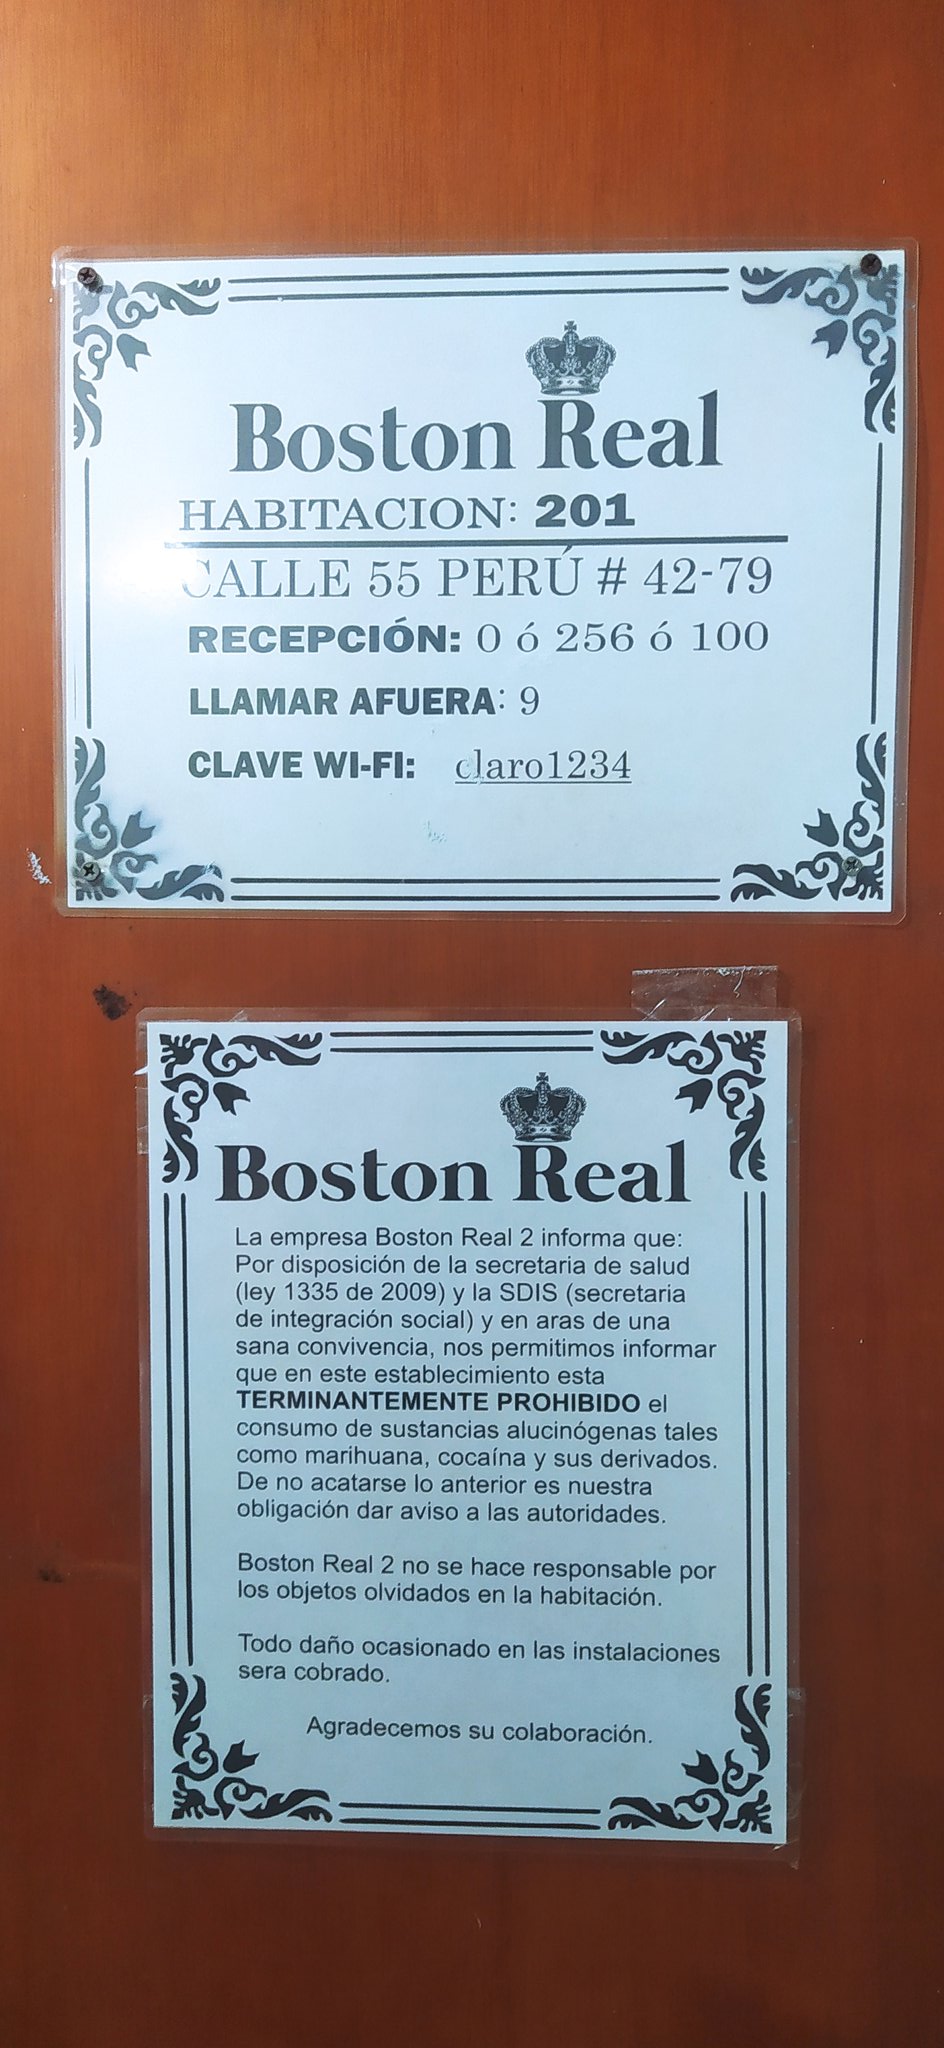 Boston Real
HABITACION: 201
CALLE 55 PERÚ # 42-79
RECEPCIÓN: 0 ó 256 ó 100
LLAMAR AFUERA: 9
CLAVE WI-FI: claro1234
Boston Real
La empresa Boston Real 2 informa que:
Por disposición de la secretaria de salud
(ley 1335 de 2009) y la SDIS (secretaria
de integración social) y en aras de una
sana convivencia, nos permitimos informar
que en este establecimiento esta
TERMINANTEMENTE PROHIBIDO el
consumo de sustancias alucinógenas tales
como marihuana, cocaína y sus derivados.
De no acatarse lo anterior es nuestra
obligación dar aviso a las autoridades.
Boston Real 2 no se hace responsable por
los objetos olvidados en la habitación.
Todo daño ocasionado en las instalaciones
sera cobrado.
Agradecemos su colaboración.